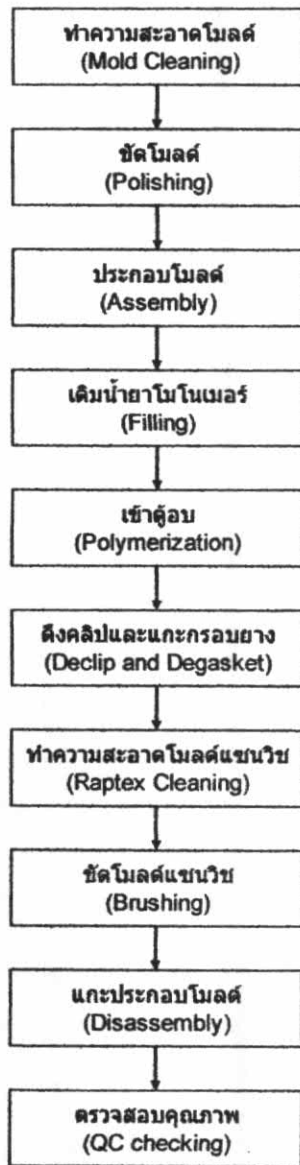 ทำความสะอาดโมลด์
(Mold Cleaning)
ขัดโมลด์
(Polishing)
ประกอบโมลด์
(Assembly)
เติมน้ำยาโมโนเมอร์
(Filling)
เข้าตู้อบ
(Polymerization)
ดึงคลิปและแกะกรอบยาง
(Declip and Degasket)
ทำความสะอาดโมลด์แซนวิช
(Raptex Cleaning)
ขัดโมลด์แซนวิช
(Brushing)
แกะประกอบโมลด์
(Disassembly)
ตรวจสอบคุณภาพ
(QC checking)